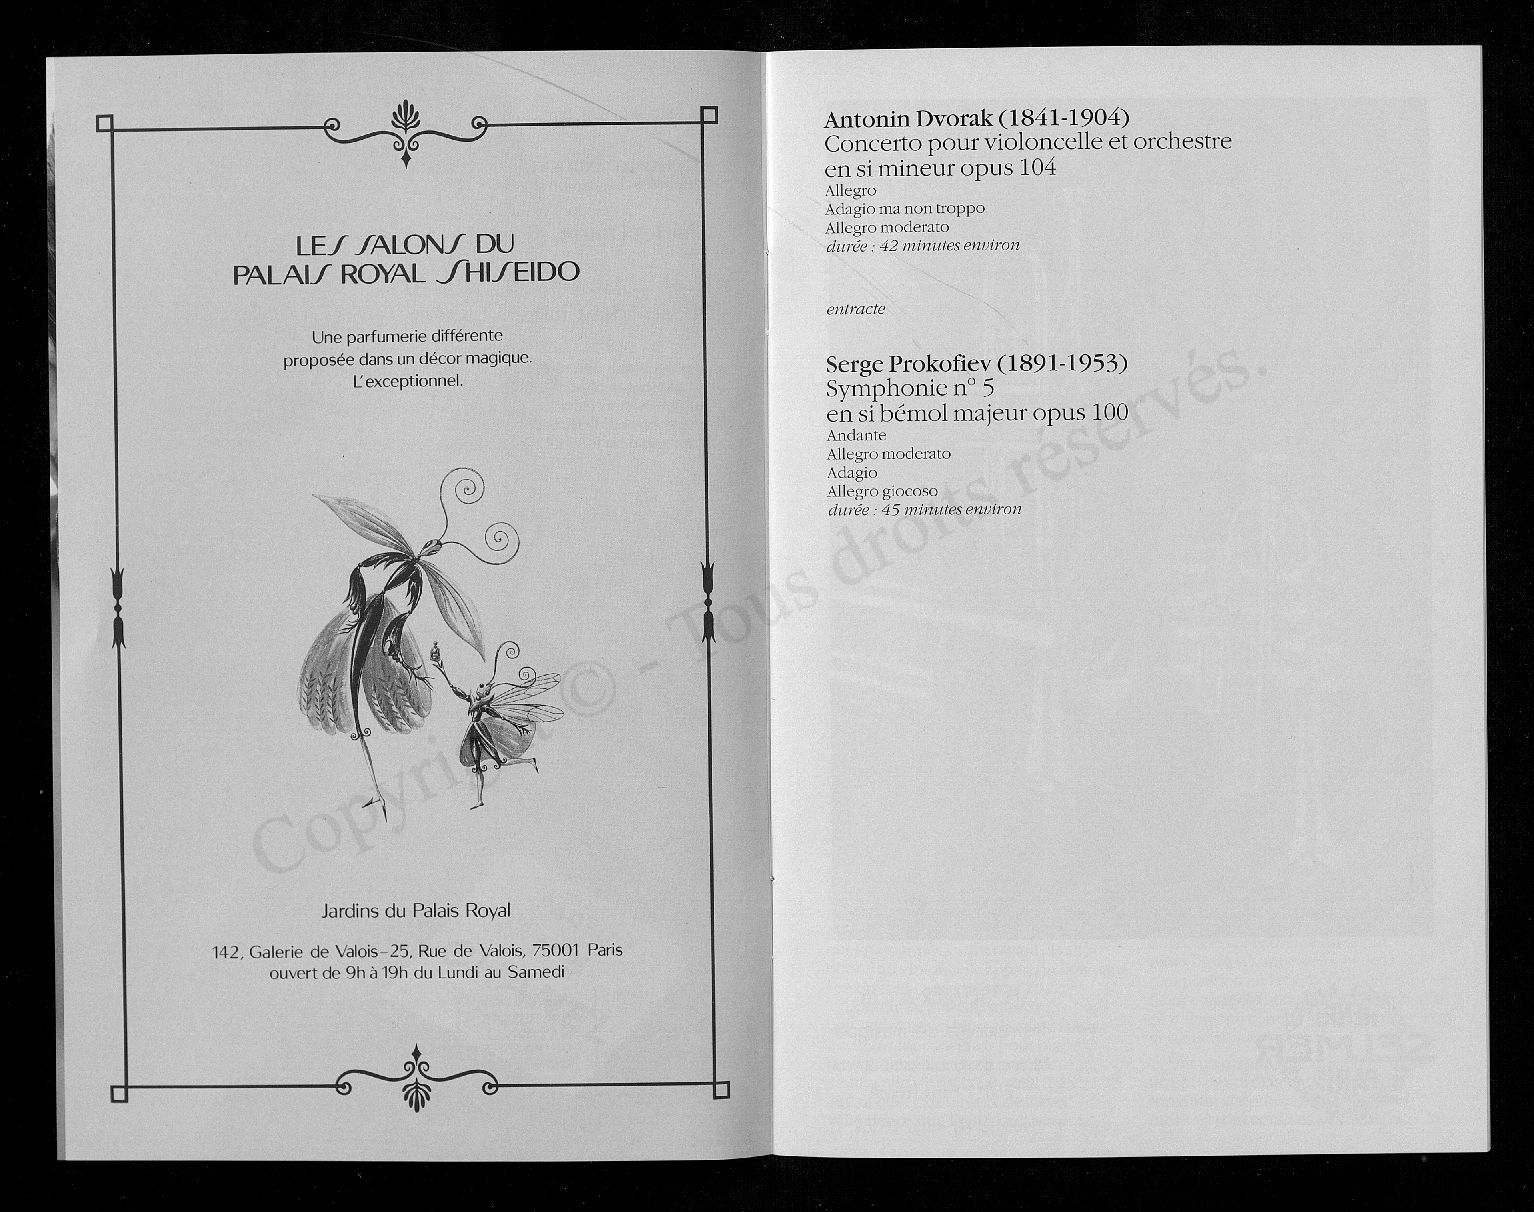 LES SALONS DU
PALAIS ROYAL SHISEIDO
Une parfumerie différente
proposée dans un décor magique.
L'exceptionnel.
Jardins du Palais Royal
142, Galerie de Valois-25, Rue de Valois, 75001 Paris
ouvert de 9h à 19h du Lundi au Samedi
Antonin Dvorak (1841-1904)
Concerto pour violoncelle et orchestre
en si mineur opus 104
Allegro
Adagio ma non troppo
Allegro moderato
durée : 42 minutes environ
entracte
Serge Prokofiev (1891-1953)
Symphonie n° 5
en si bémol majeur opus 100
Andante
Allegro moderato
Adagio
Allegro giocoso
durée : 45 minutes environ
Copyright © - Tous droits réservés.
SELMER